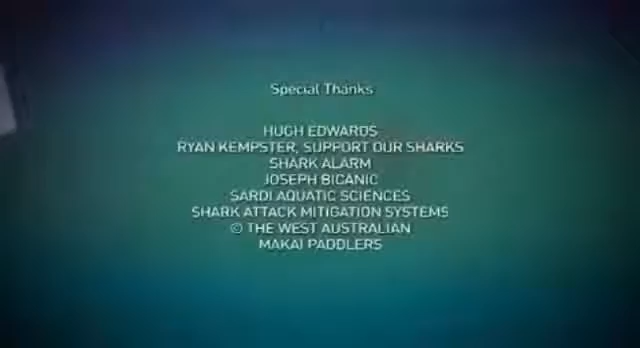 Special Thanks
HUGH EDWARDS
RYAN KEMPSTER, SUPPORT OUR SHARKS
SHARK ALARM
JOSEPH BICANIC
SARDI AQUATIC SCIENCES
SHARK ATTACK MITIGATION SYSTEMS
© THE WEST AUSTRALIAN
MAKAI PADDLERS